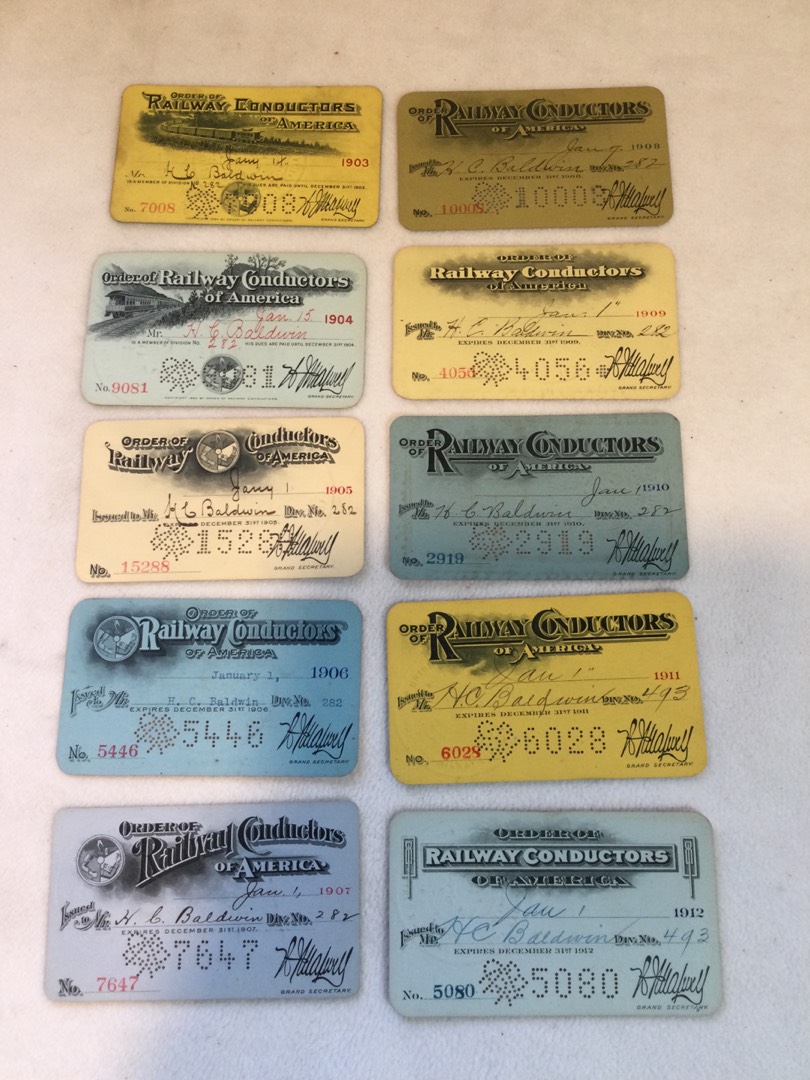 ORDER OF
RAILWAY CONDUCTORS
OF
AMERICA
Jany 14 1903
Mr. H C Baldwin
IS A MEMBER OF DIVISION No. 282 DUES ARE PAID UNTIL DECEMBER 31ST 1903.
No. 7008 08
GRAND SECRETARY.
Order of Railway Conductors
of America
Jan. 15. 1904
Mr. H. C. Baldwin
IS A MEMBER OF DIVISION No. 282 HIS DUES ARE PAID UNTIL DECEMBER 31ST 1904.
No. 9081 81
GRAND SECRETARY.
ORDER OF Conductors
Railway OF AMERICA
Jany 1 1905
Issued to Mr. H C Baldwin Div. No. 282
EXPIRES DECEMBER 31ST 1905.
1528
No. 15288
GRAND SECRETARY.
ORDER OF
Railway Conductors
OF AMERICA
January 1, 1906
Issued to Mr. H. C. Baldwin Div. No. 282
EXPIRES DECEMBER 31ST 1906.
No. 5446 5446
GRAND SECRETARY.
ORDER OF
Railway Conductors
OF AMERICA
Jan. 1, 1907
Issued to Mr. H. C. Baldwin Div. No. 282
EXPIRES DECEMBER 31ST 1907.
7647
No. 7647
GRAND SECRETARY.
ORDER OF RAILWAY CONDUCTORS
OF AMERICA
Jan 9. 1908
Issued to Mr. H. C. Baldwin Div. No. 282
EXPIRES DECEMBER 31ST 1908.
No. 10008 10008
GRAND SECRETARY
ORDER OF
Railway Conductors
of America
Jan. 1" 1909
Issued to Mr. H. C. Baldwin Div. No. 282
EXPIRES DECEMBER 31ST 1909.
No. 4056 4056
GRAND SECRETARY.
ORDER OF RAILWAY CONDUCTORS
OF AMERICA
Jan 1 1910
Issued to Mr. H C Baldwin Div. No. 282
EXPIRES DECEMBER 31ST 1910.
No. 2919 2919
GRAND SECRETARY.
ORDER OF RAILWAY CONDUCTORS
OF AMERICA
Jan 1" 1911
Issued to Mr. H C Baldwin Div. No. 493
EXPIRES DECEMBER 31ST 1911
No. 6028 6028
GRAND SECRETARY.
ORDER OF
RAILWAY CONDUCTORS
OF AMERICA
Jan 1 1912
Issued to Mr. H C Baldwin Div. No. 493
EXPIRES DECEMBER 31ST 1912
No. 5080 5080
GRAND SECRETARY.